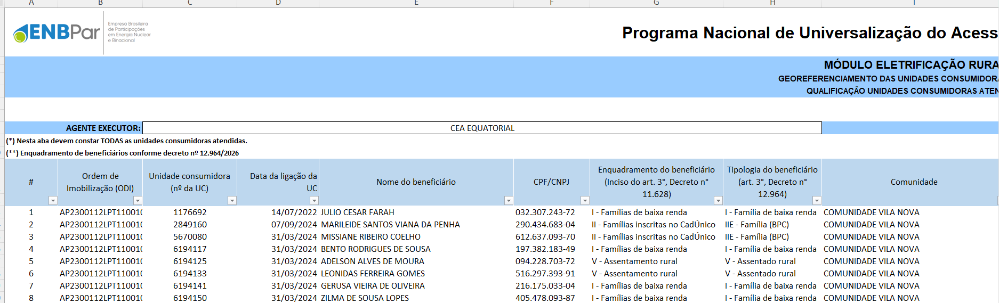 A B C D E F G H I
ENBPar
Empresa Brasileira
de Participações
em Energia Nuclear
e Binacional
Programa Nacional de Universalização do Acess
MÓDULO ELETRIFICAÇÃO RURA
GEOREFERENCIAMENTO DAS UNIDADES CONSUMIDORA
QUALIFICAÇÃO UNIDADES CONSUMIDORAS ATEN
AGENTE EXECUTOR: CEA EQUATORIAL
(*) Nesta aba devem constar TODAS as unidades consumidoras atendidas.
(**) Enquadramento de beneficiários conforme decreto nº 12.964/2026
#
Ordem de
Imobilização (ODI)
Unidade consumidora
(nº da UC)
Data da ligação da
UC
Nome do beneficiário
CPF/CNPJ
Enquadramento do beneficiário
(Inciso do art. 3°, Decreto n°
11.628)
Tipologia do beneficiário
(art. 3°, Decreto n°
12.964)
Comunidade
1 AP2300112LPT110010 1176692 14/07/2022 JULIO CESAR FARAH 032.307.243-72 I - Famílias de baixa renda I - Família de baixa renda COMUNIDADE VILA NOVA
2 AP2300112LPT110010 2849160 07/09/2024 MARILEIDE SANTOS VIANA DA PENHA 290.434.683-04 II - Famílias inscritas no CadÚnico IIE - Família (BPC) COMUNIDADE VILA NOVA
3 AP2300112LPT110010 5670080 31/03/2024 MISSIANE RIBEIRO COELHO 612.637.093-70 II - Famílias inscritas no CadÚnico IIE - Família (BPC) COMUNIDADE VILA NOVA
4 AP2300112LPT110010 6194117 31/03/2024 BENTO RODRIGUES DE SOUSA 197.382.183-49 I - Famílias de baixa renda I - Família de baixa renda COMUNIDADE VILA NOVA
5 AP2300112LPT110010 6194125 31/03/2024 ADELSON ALVES DE MOURA 094.228.703-72 V - Assentamento rural V - Assentado rural COMUNIDADE VILA NOVA
6 AP2300112LPT110010 6194133 31/03/2024 LEONIDAS FERREIRA GOMES 516.297.393-91 V - Assentamento rural V - Assentado rural COMUNIDADE VILA NOVA
7 AP2300112LPT110010 6194141 31/03/2024 GERUSA VIEIRA DE OLIVEIRA 216.175.033-04 I - Famílias de baixa renda I - Família de baixa renda COMUNIDADE VILA NOVA
8 AP2300112LPT110010 6194150 31/03/2024 ZILMA DE SOUSA LOPES 405.478.093-87 I - Famílias de baixa renda I - Família de baixa renda COMUNIDADE VILA NOVA